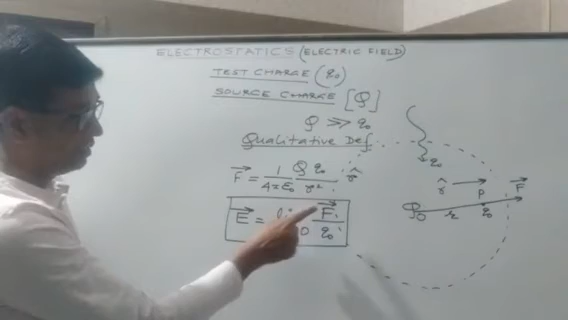 ELECTROSTATICS (ELECTRIC FIELD)
TEST CHARGE (q₀)
SOURCE CHARGE [Q]
Q >>> q₀
Qualitative Def
F⃗ = 1/4πε₀ Qq₀/r² r̂
E⃗ = F⃗/q₀
q₀
r̂ P F⃗
Q r q₀